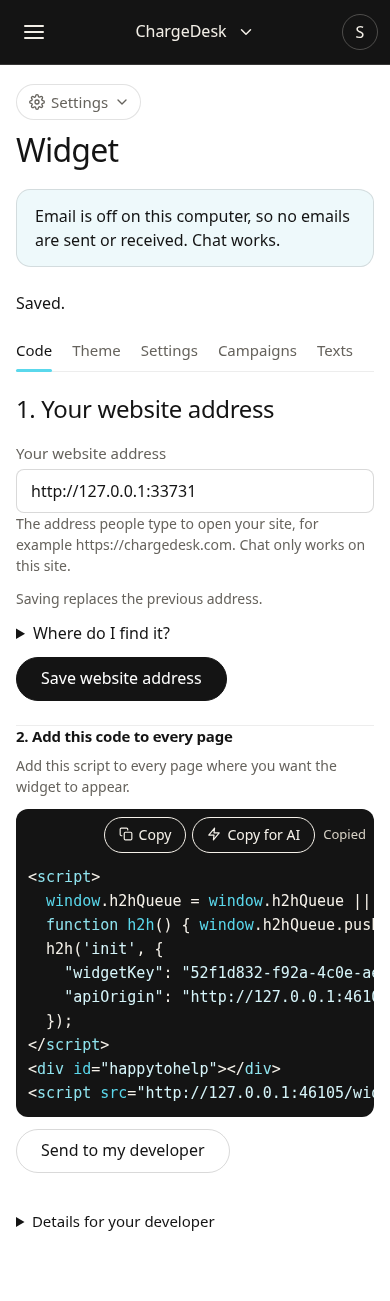 ChargeDesk
S
Settings
Widget
Email is off on this computer, so no emails
are sent or received. Chat works.
Saved.
Code Theme Settings Campaigns Texts
1. Your website address
Your website address
http://127.0.0.1:33731
The address people type to open your site, for
example https://chargedesk.com. Chat only works on
this site.
Saving replaces the previous address.
Where do I find it?
Save website address
2. Add this code to every page
Add this script to every page where you want the
widget to appear.
Copy Copy for AI Copied
<script>
window.h2hQueue = window.h2hQueue ||
function h2h() { window.h2hQueue.push
h2h('init', {
"widgetKey": "52f1d832-f92a-4c0e-ae
"apiOrigin": "http://127.0.0.1:4610
});
</script>
<div id="happytohelp"></div>
<script src="http://127.0.0.1:46105/wid
Send to my developer
Details for your developer